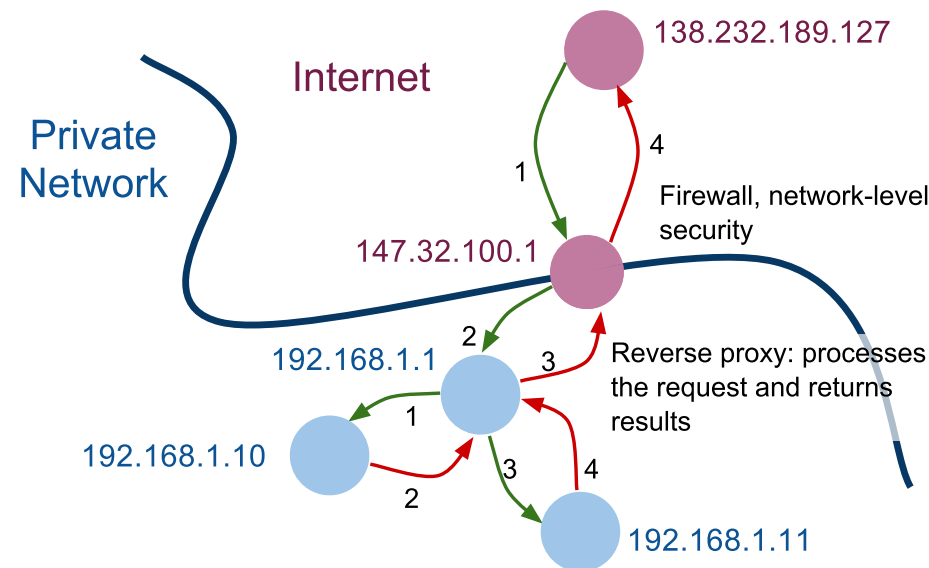 138.232.189.127
Internet
Private
Network
1
4
Firewall, network-level
security
147.32.100.1
2
192.168.1.1
3
Reverse proxy: processes
the request and returns
results
1
192.168.1.10
2
3
4
192.168.1.11